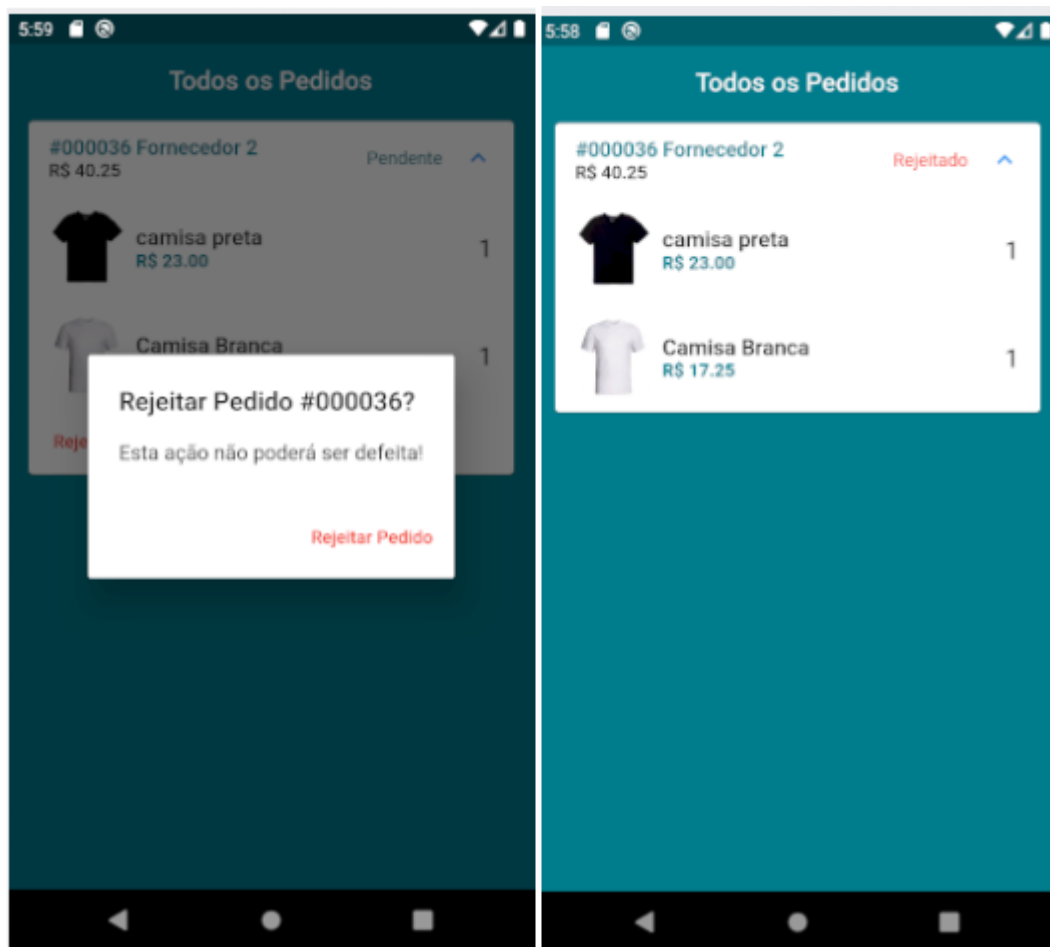 5:59
Todos os Pedidos
#000036 Fornecedor 2
Pendente
R$ 40.25
camisa preta
R$ 23.00
1
Camisa Branca
1
Reje
Rejeitar Pedido #000036?
Esta ação não poderá ser defeita!
Rejeitar Pedido
5:58
Todos os Pedidos
#000036 Fornecedor 2
Rejeitado
R$ 40.25
camisa preta
R$ 23.00
1
Camisa Branca
R$ 17.25
1